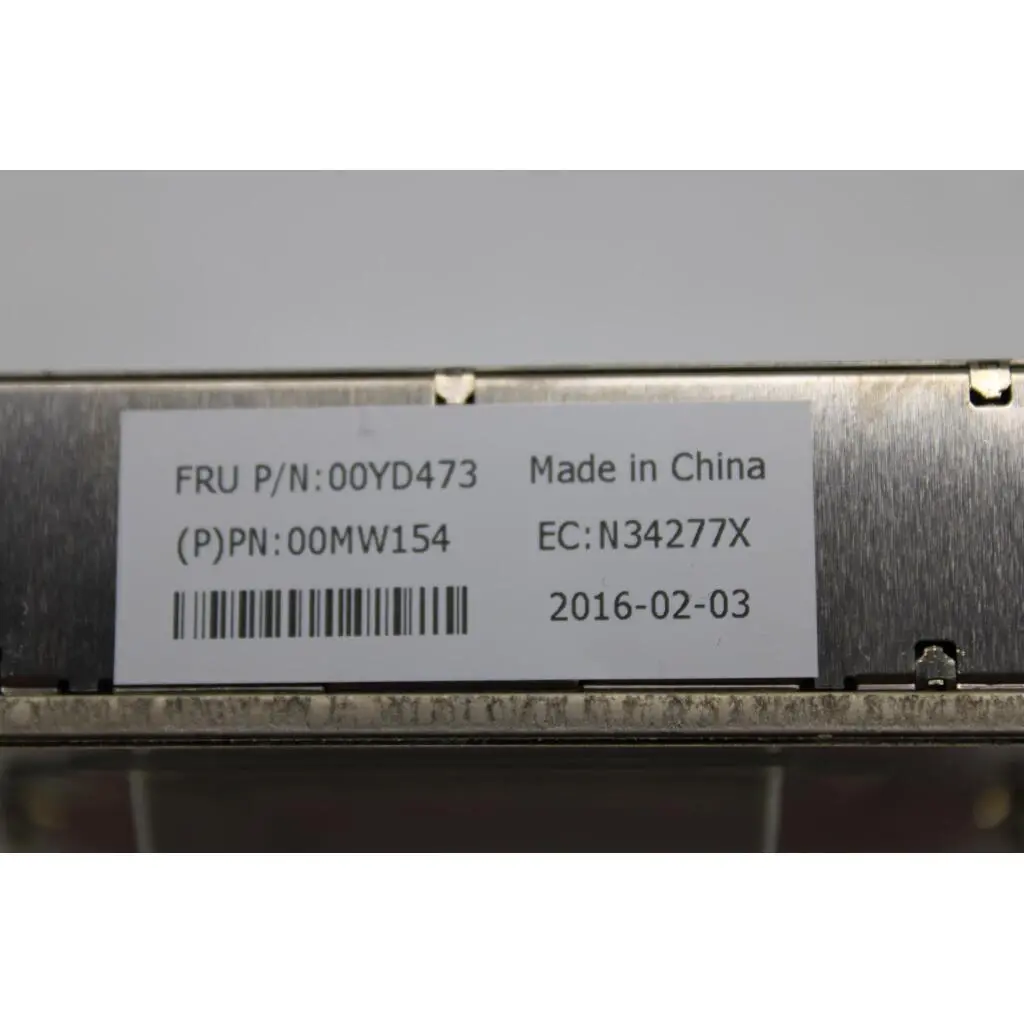 FRU P/N:00YD473 Made in China
(P)PN:00MW154 EC:N34277X
2016-02-03